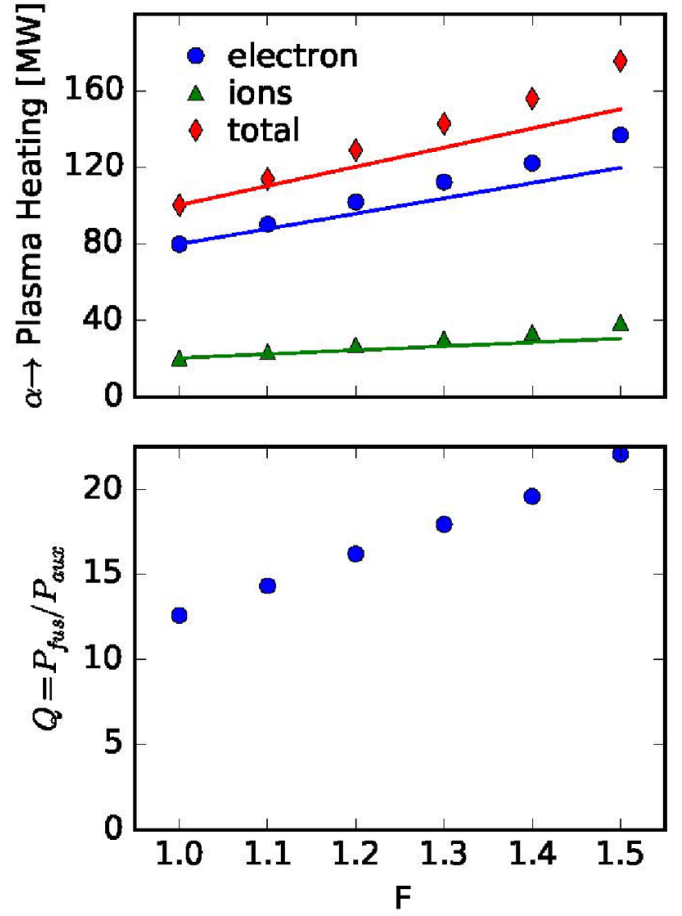 α→ Plasma Heating [MW]
160
120
80
40
0
electron
ions
total
Q=P_fus/P_aux
20
15
10
5
0
1.0 1.1 1.2 1.3 1.4 1.5
F